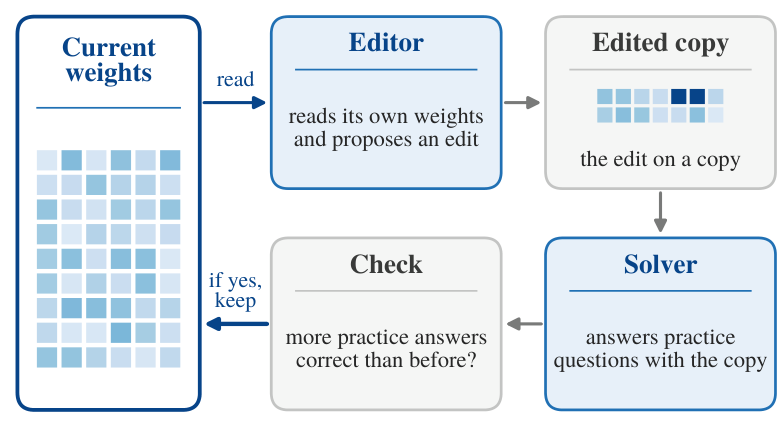 Current
weights
read
Editor
reads its own weights
and proposes an edit
Edited copy
the edit on a copy
if yes,
keep
Check
more practice answers
correct than before?
Solver
answers practice
questions with the copy